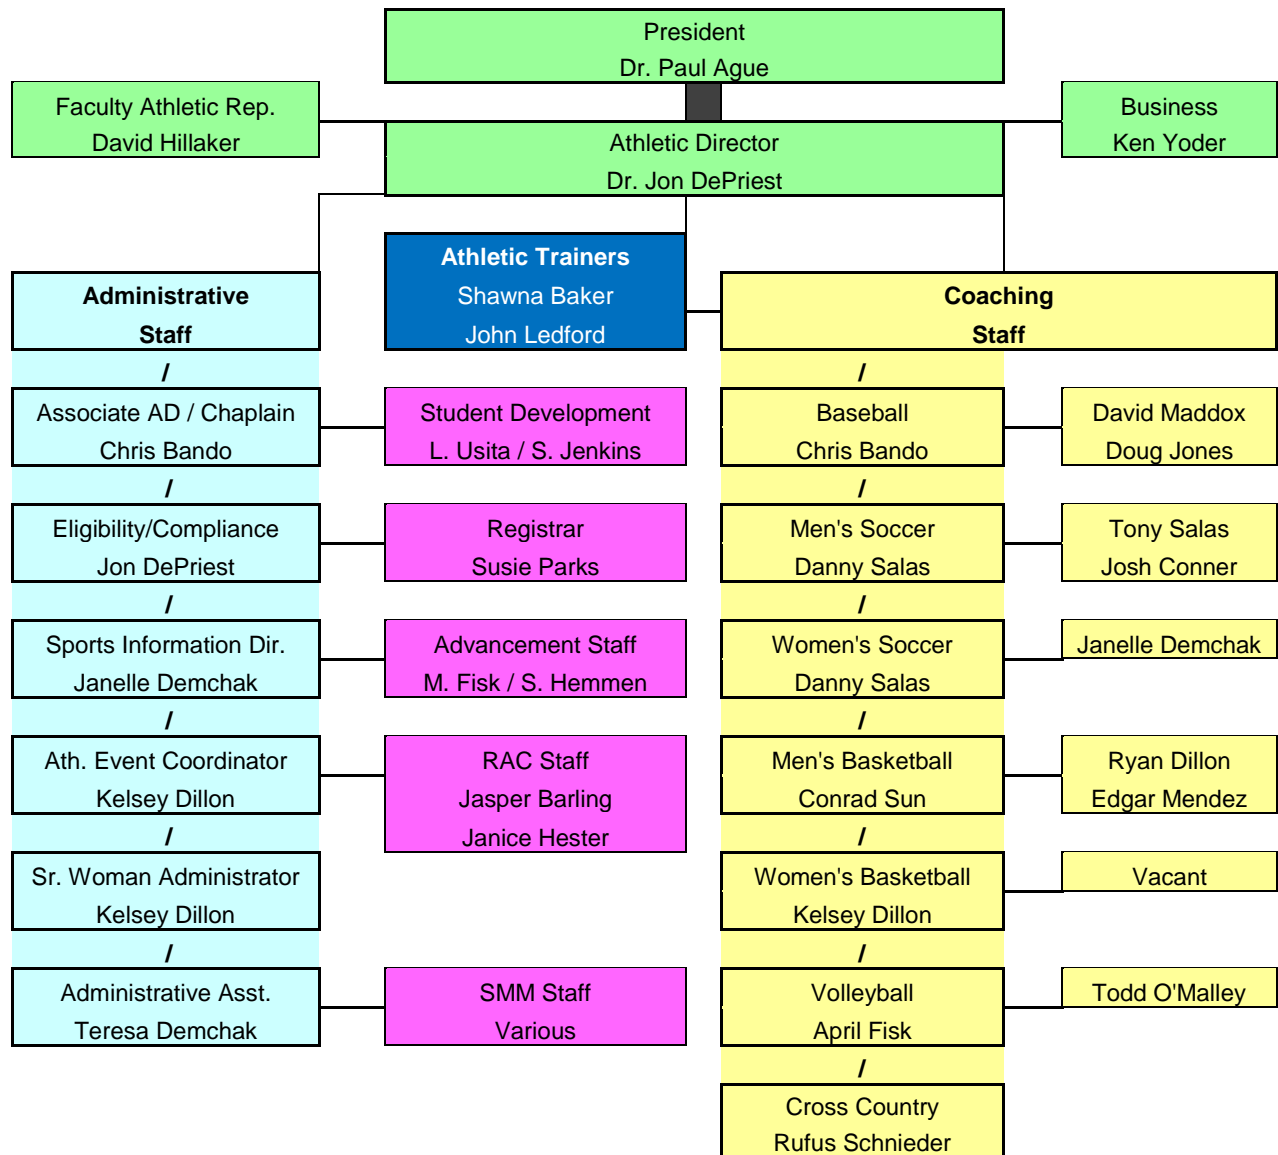 President
Dr. Paul Ague
Faculty Athletic Rep.
David Hillaker
Business
Ken Yoder
Athletic Director
Dr. Jon DePriest
Athletic Trainers
Shawna Baker
John Ledford
Administrative
Staff
/
Associate AD / Chaplain
Chris Bando
/
Eligibility/Compliance
Jon DePriest
/
Sports Information Dir.
Janelle Demchak
/
Ath. Event Coordinator
Kelsey Dillon
/
Sr. Woman Administrator
Kelsey Dillon
/
Administrative Asst.
Teresa Demchak
Student Development
L. Usita / S. Jenkins
Registrar
Susie Parks
Advancement Staff
M. Fisk / S. Hemmen
RAC Staff
Jasper Barling
Janice Hester
SMM Staff
Various
Coaching
Staff
/
Baseball
Chris Bando
/
Men's Soccer
Danny Salas
/
Women's Soccer
Danny Salas
/
Men's Basketball
Conrad Sun
/
Women's Basketball
Kelsey Dillon
/
Volleyball
April Fisk
/
Cross Country
Rufus Schnieder
David Maddox
Doug Jones
Tony Salas
Josh Conner
Janelle Demchak
Ryan Dillon
Edgar Mendez
Vacant
Todd O'Malley